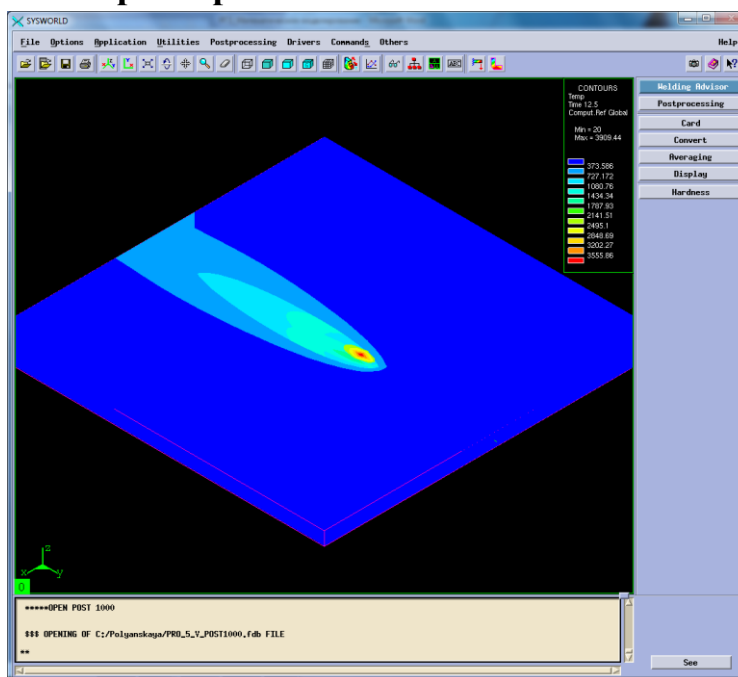 SYSWORLD
File Options Application Utilities Postprocessing Drivers Commands Others Help
ABC
CONTOURS
Temp
Time 12.5
Comput.Ref Global
Min = 20
Max = 3909.44
373.586
727.172
1080.76
1434.34
1787.93
2141.51
2495.1
2848.69
3202.27
3555.86
Welding Advisor
Postprocessing
Card
Convert
Averaging
Display
Hardness
z
x y
0
*****OPEN POST 1000
$$$ OPENING OF C:/Polyanskaya/PRO_5_V_POST1000.fdb FILE
**
See